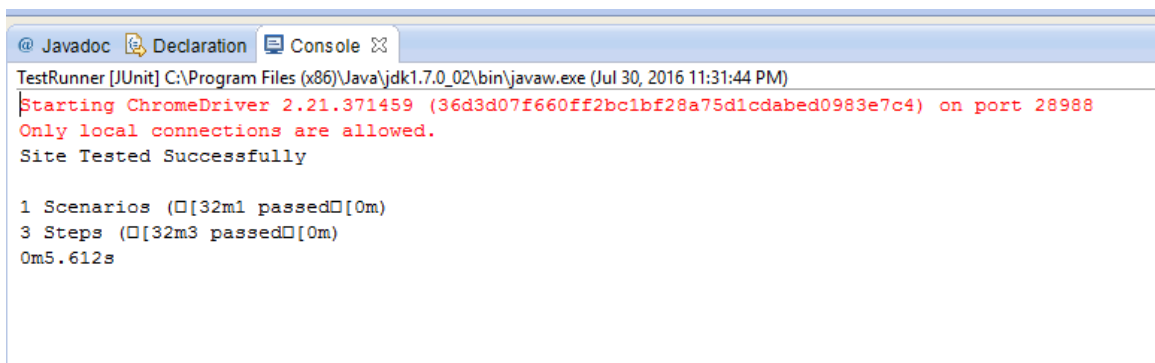 @ Javadoc Declaration Console
TestRunner [JUnit] C:\Program Files (x86)\Java\jdk1.7.0_02\bin\javaw.exe (Jul 30, 2016 11:31:44 PM)
Starting ChromeDriver 2.21.371459 (36d3d07f660ff2bc1bf28a75d1cdabed0983e7c4) on port 28988
Only local connections are allowed.
Site Tested Successfully
1 Scenarios (□[32m1 passed□[0m)
3 Steps (□[32m3 passed□[0m)
0m5.612s